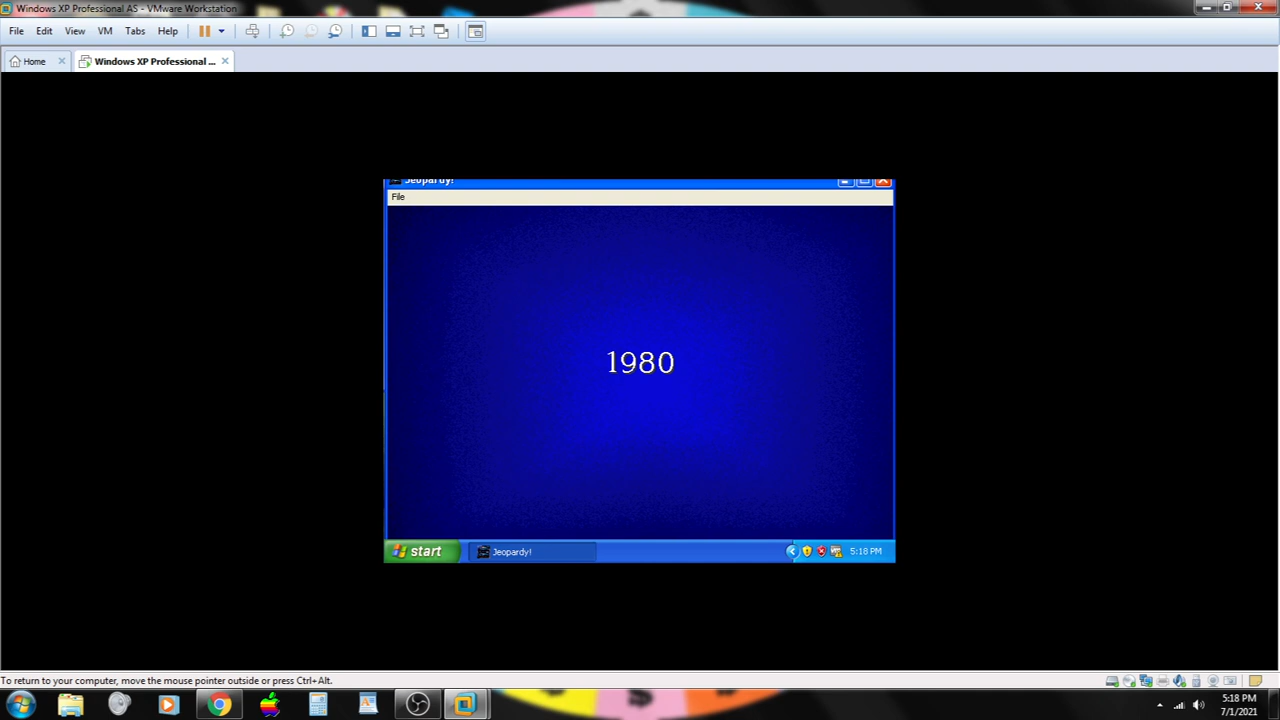 Windows XP Professional AS - VMware Workstation
File Edit View VM Tabs Help
Home
Windows XP Professional ...
Jeopardy!
File
1980
start
Jeopardy!
5:18 PM
To return to your computer, move the mouse pointer outside or press Ctrl+Alt.
5:18 PM
7/1/2021